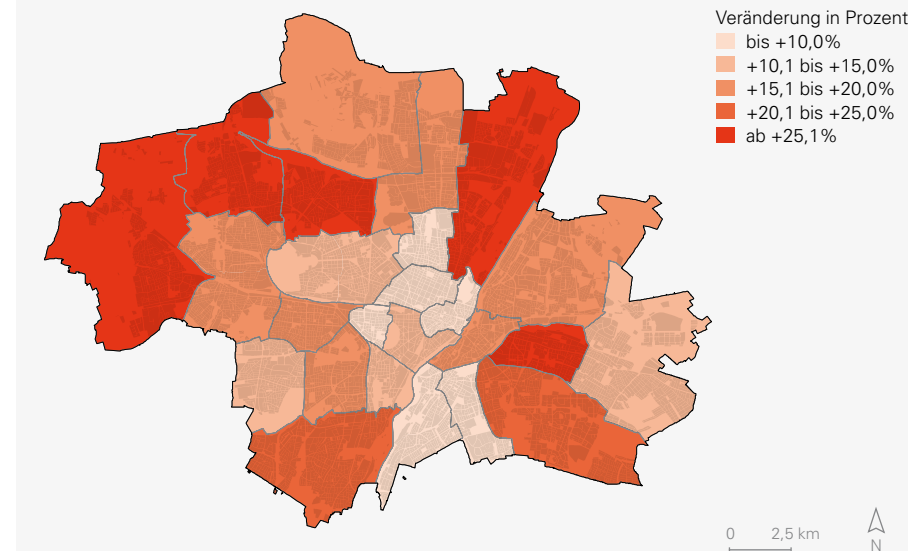 Veränderung in Prozent
bis +10,0%
+10,1 bis +15,0%
+15,1 bis +20,0%
+20,1 bis +25,0%
ab +25,1%
0 2,5 km
N